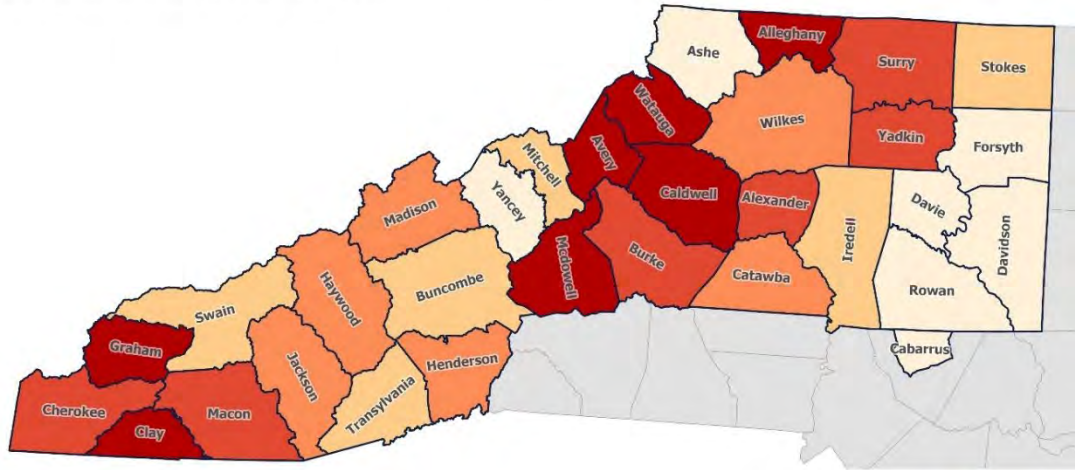 Alleghany
Ashe
Surry
Stokes
Watauga
Wilkes
Yadkin
Forsyth
Avery
Mitchell
Caldwell
Alexander
Yancey
Madison
Davie
Iredell
Davidson
Mcdowell
Burke
Catawba
Rowan
Buncombe
Haywood
Swain
Cabarrus
Graham
Jackson
Henderson
Transylvania
Cherokee
Macon
Clay